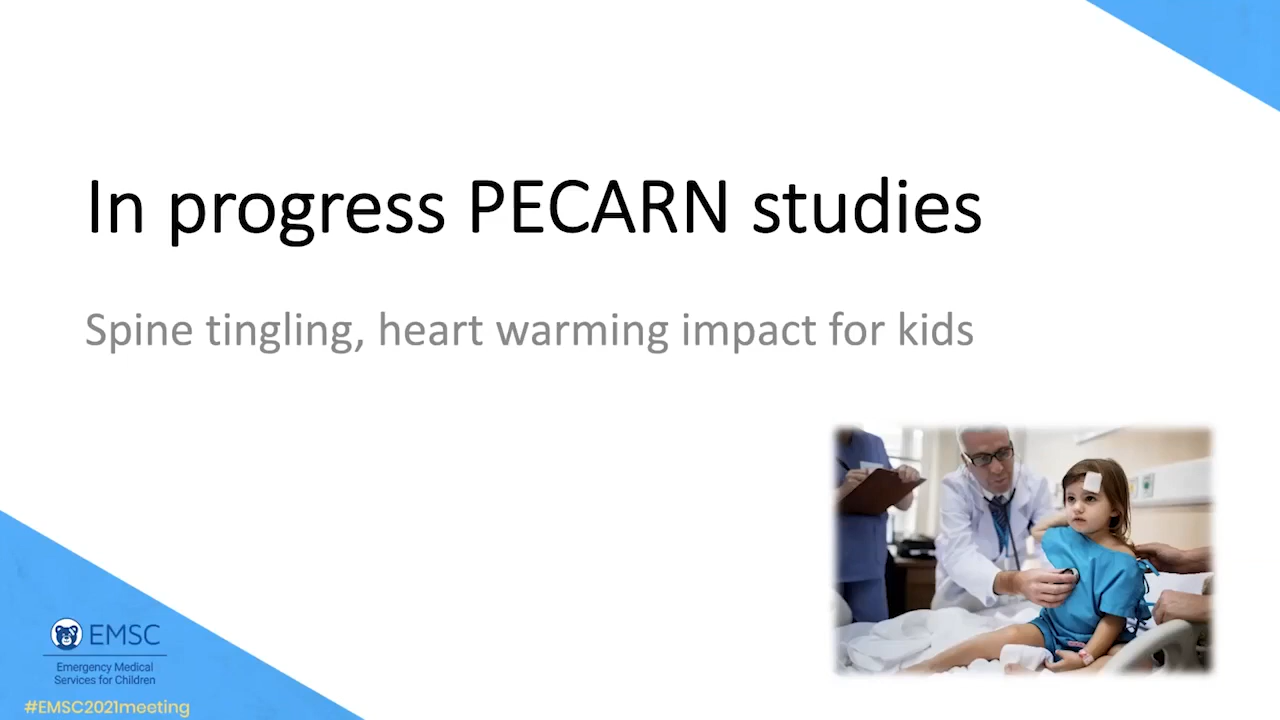 In progress PECARN studies
Spine tingling, heart warming impact for kids
EMSC
Emergency Medical
Services for Children
#EMSC2021meeting